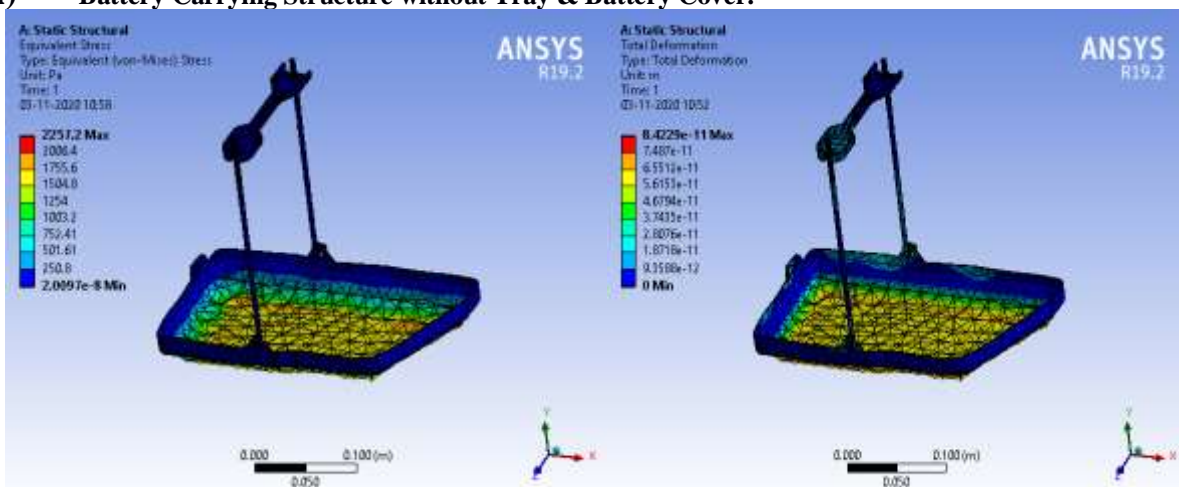 Battery Carrying Structure without Tray & Battery Cover:
A: Static Structural
Equivalent Stress
Type: Equivalent (von-Mises) Stress
Unit: Pa
Time: 1
03-11-2020 10:58
ANSYS
R19.2
2257.2 Max
2006.4
1755.6
1504.8
1254
1003.2
752.41
501.61
250.8
2.0097e-8 Min
0.000
0.100 (m)
0.050
X
A: Static Structural
Total Deformation
Type: Total Deformation
Unit: m
Time: 1
03-11-2020 10:52
ANSYS
R19.2
8.4229e-11 Max
7.487e-11
6.5512e-11
5.6153e-11
4.6794e-11
3.7435e-11
2.8076e-11
1.8718e-11
9.3588e-12
0 Min
0.000
0.100 (m)
0.050
X